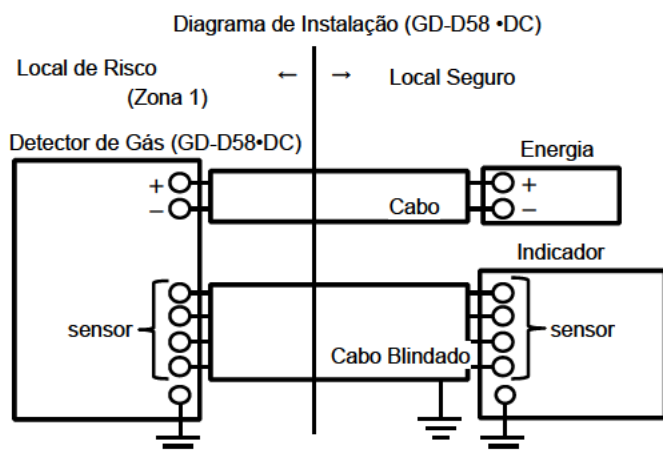 Diagrama de Instalação (GD-D58 •DC)
Local de Risco
(Zona 1)
← →
Local Seguro
Detector de Gás (GD-D58•DC)
Energia
+
−
Cabo
+
−
Indicador
sensor
Cabo Blindado
sensor